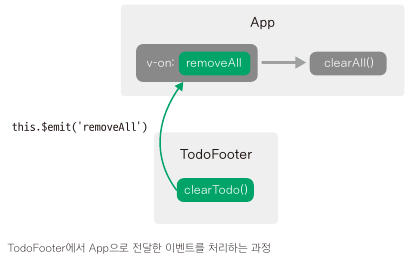 App
v-on: removeAll
clearAll()
this.$emit('removeAll')
TodoFooter
clearTodo()
TodoFooter에서 App으로 전달한 이벤트를 처리하는 과정